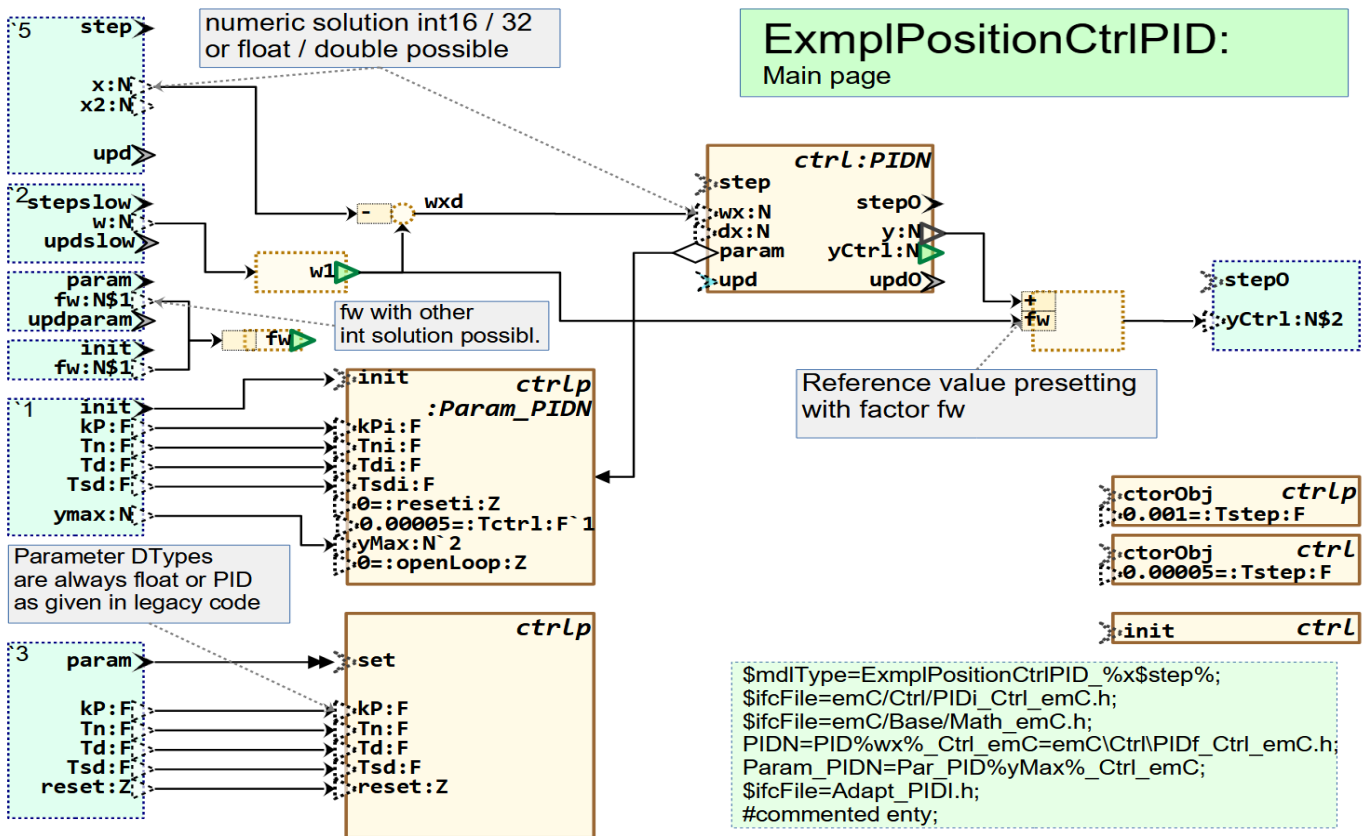 `5
step
x:N
x2:N
upd
numeric solution int16 / 32
or float / double possible
ExmplPositionCtrlPID:
Main page
2
stepslow
w:N
updslow
-
wxd
w1
ctrl:PIDN
step
wx:N
dx:N
param
upd
stepO
y:N
yCtrl:N
updO
param
fw:N$1
updparam
init
fw:N$1
fw
fw with other
int solution possibl.
+
fw
stepO
yCtrl:N$2
Reference value presetting
with factor fw
`1
init
kP:F
Tn:F
Td:F
Tsd:F
ymax:N
init
ctrlp
:Param_PIDN
kPi:F
Tni:F
Tdi:F
Tsdi:F
0=:reseti:Z
0.00005=:Tctrl:F`1
yMax:N`2
0=:openLoop:Z
ctorObj ctrlp
0.001=:Tstep:F
ctorObj ctrl
0.00005=:Tstep:F
init ctrl
Parameter DTypes
are always float or PID
as given in legacy code
`3
param
kP:F
Tn:F
Td:F
Tsd:F
reset:Z
ctrlp
set
kP:F
Tn:F
Td:F
Tsd:F
reset:Z
$mdlType=ExmplPositionCtrlPID_%x$step%;
$ifcFile=emC/Ctrl/PIDi_Ctrl_emC.h;
$ifcFile=emC/Base/Math_emC.h;
PIDN=PID%wx%_Ctrl_emC=emC\Ctrl\PIDf_Ctrl_emC.h;
Param_PIDN=Par_PID%yMax%_Ctrl_emC;
$ifcFile=Adapt_PIDI.h;
#commented enty;